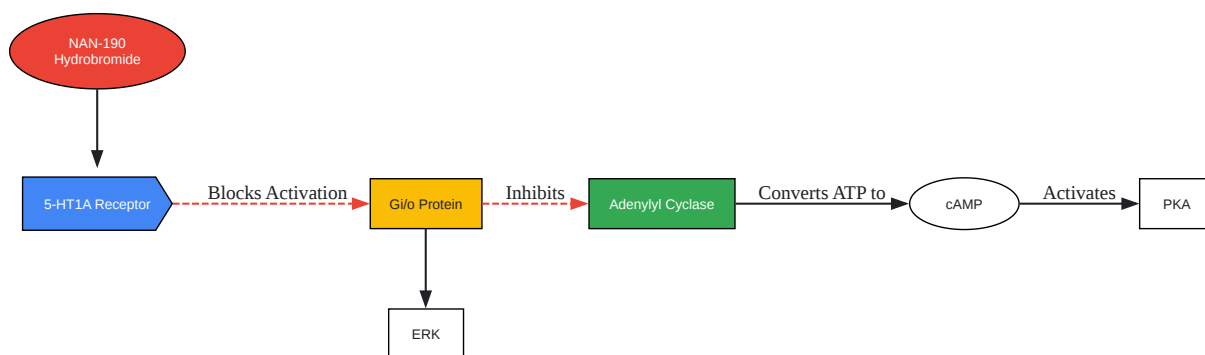 NAN-190
Hydrobromide
5-HT1A Receptor
Blocks Activation
Gi/o Protein
Inhibits
Adenylyl Cyclase
Converts ATP to
cAMP
Activates
PKA
ERK